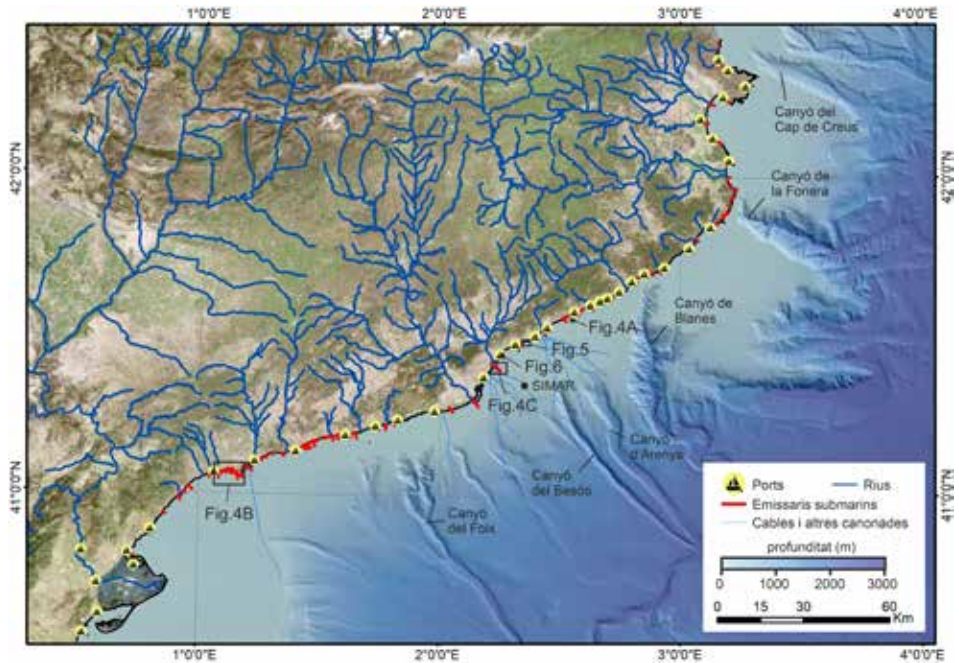 1°0'0"E
2°0'0"E
3°0'0"E
4°0'0"E
42°0'0"N
42°0'0"N
41°0'0"N
41°0'0"N
Canyó del
Cap de Creus
Canyó de
la Fonera
Canyó de
Blanes
Fig.4A
Fig.5
Fig.6
SIMAR
Fig.4C
Canyó
d'Arenys
Canyó
del Besòs
Canyó
del Foix
Fig.4B
Ports
Rius
Emissaris submarins
Cables i altres canonades
profunditat (m)
0 1000 2000 3000
0 15 30 60
Km
1°0'0"E
2°0'0"E
3°0'0"E
4°0'0"E